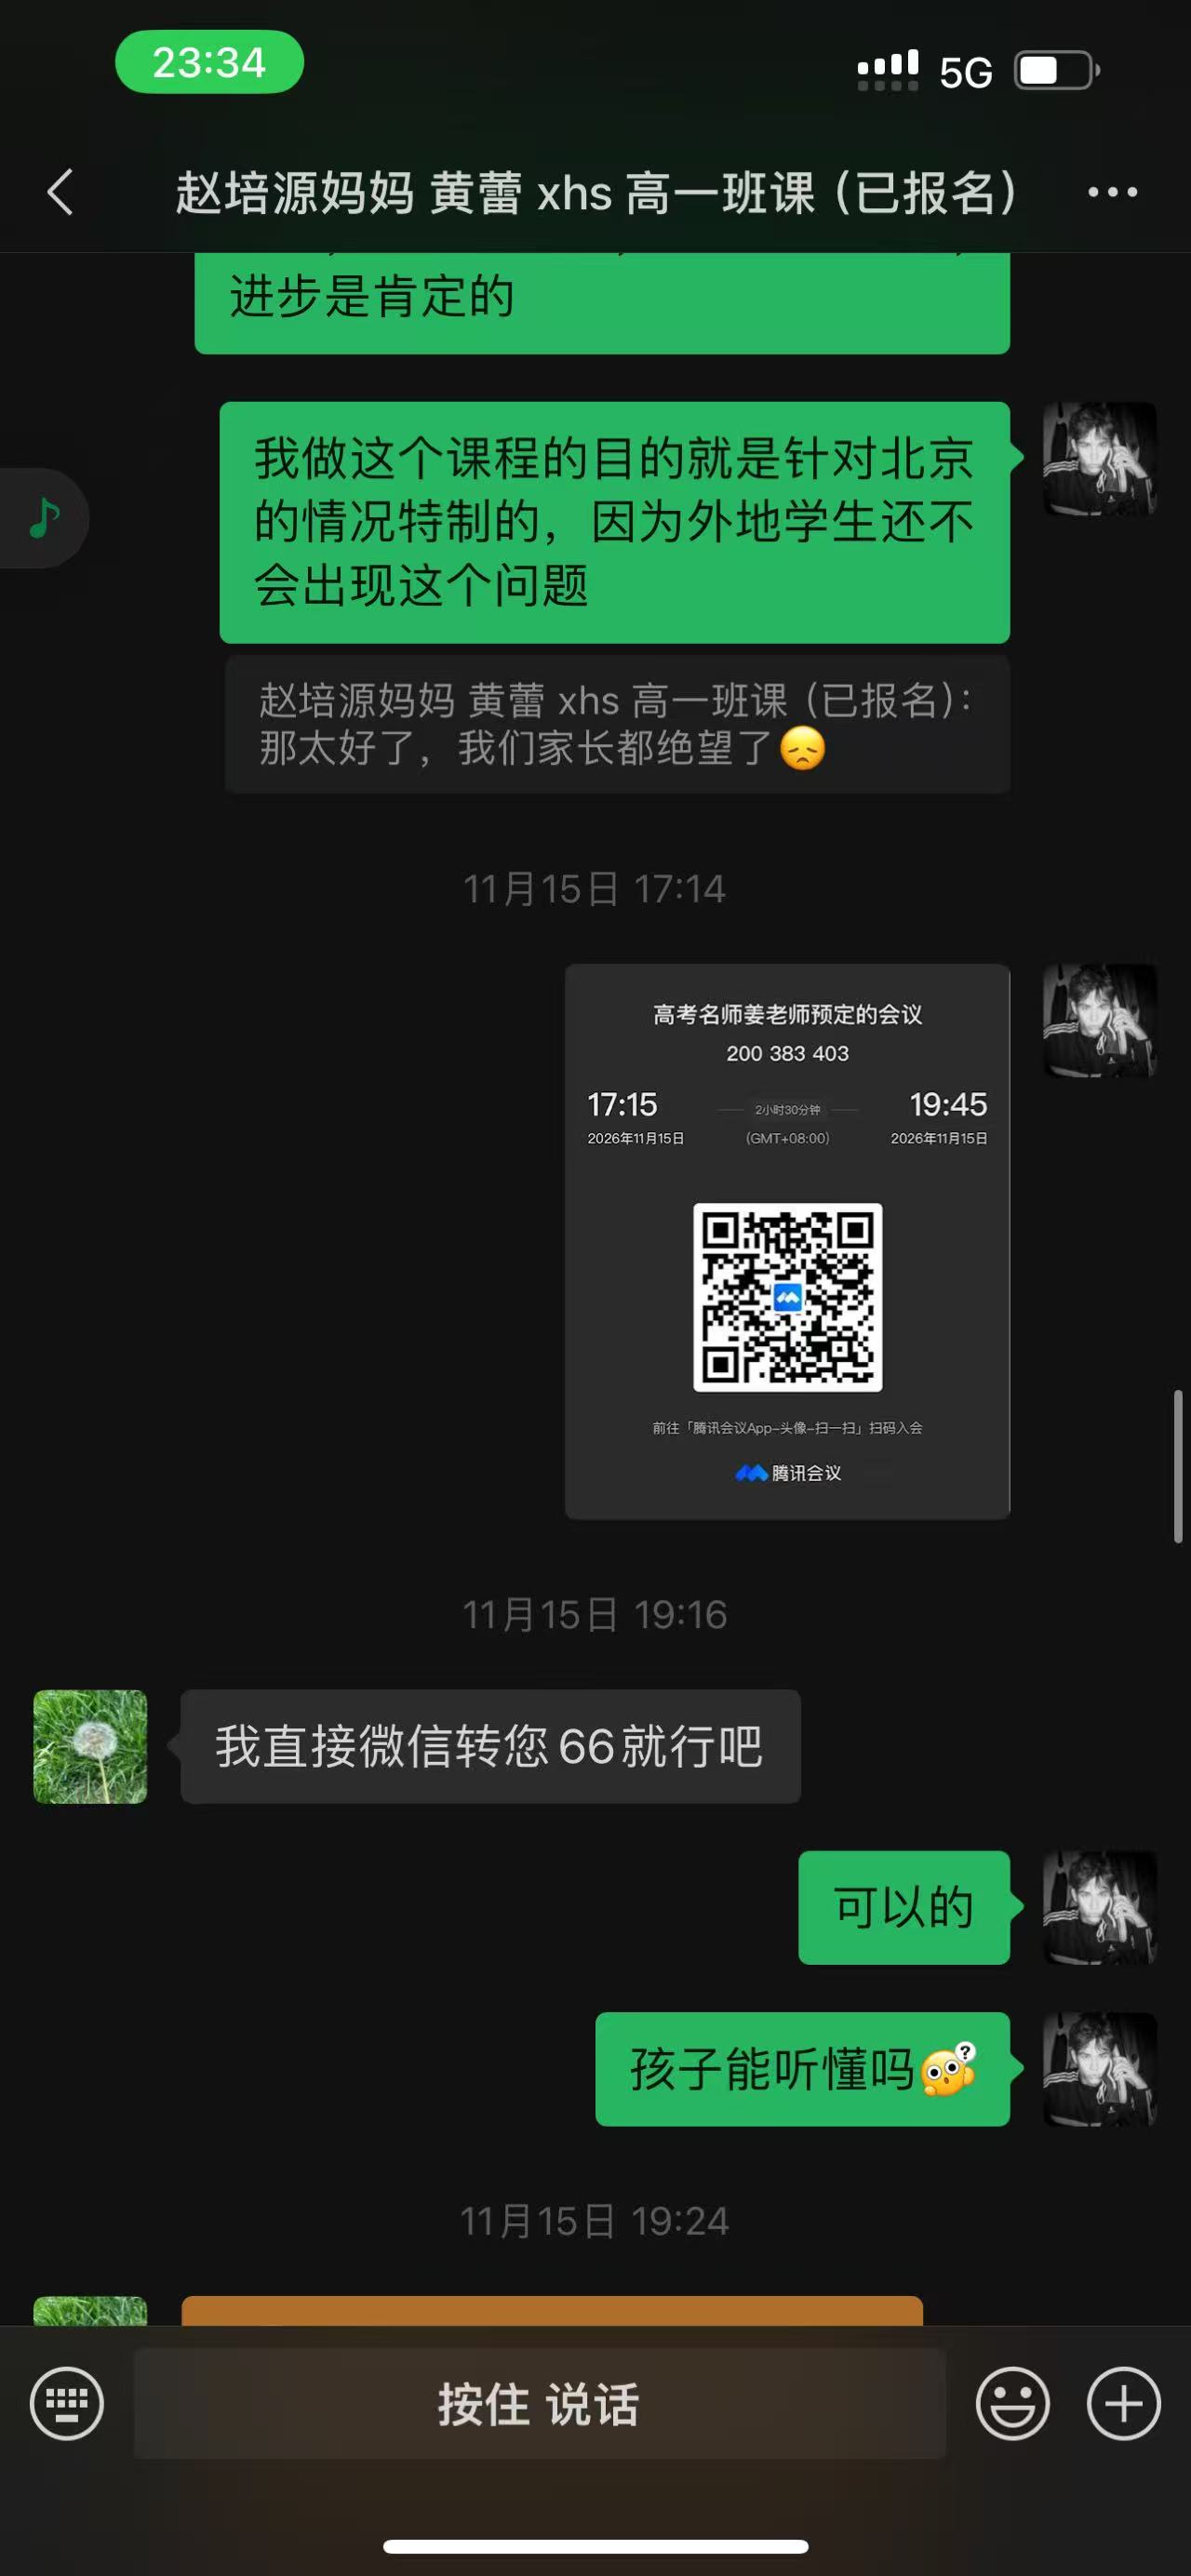 23:34
5G
赵培源妈妈 黄蕾 xhs 高一班课（已报名）
进步是肯定的
我做这个课程的目的就是针对北京
的情况特制的，因为外地学生还不
会出现这个问题
赵培源妈妈 黄蕾 xhs 高一班课（已报名）：
那太好了，我们家长都绝望了
11月15日 17:14
高考名师姜老师预定的会议
200 383 403
17:15
2小时30分钟
19:45
2026年11月15日
(GMT+08:00)
2026年11月15日
前往「腾讯会议App-头像-扫一扫」扫码入会
腾讯会议
11月15日 19:16
我直接微信转您66就行吧
可以的
孩子能听懂吗
11月15日 19:24
按住 说话